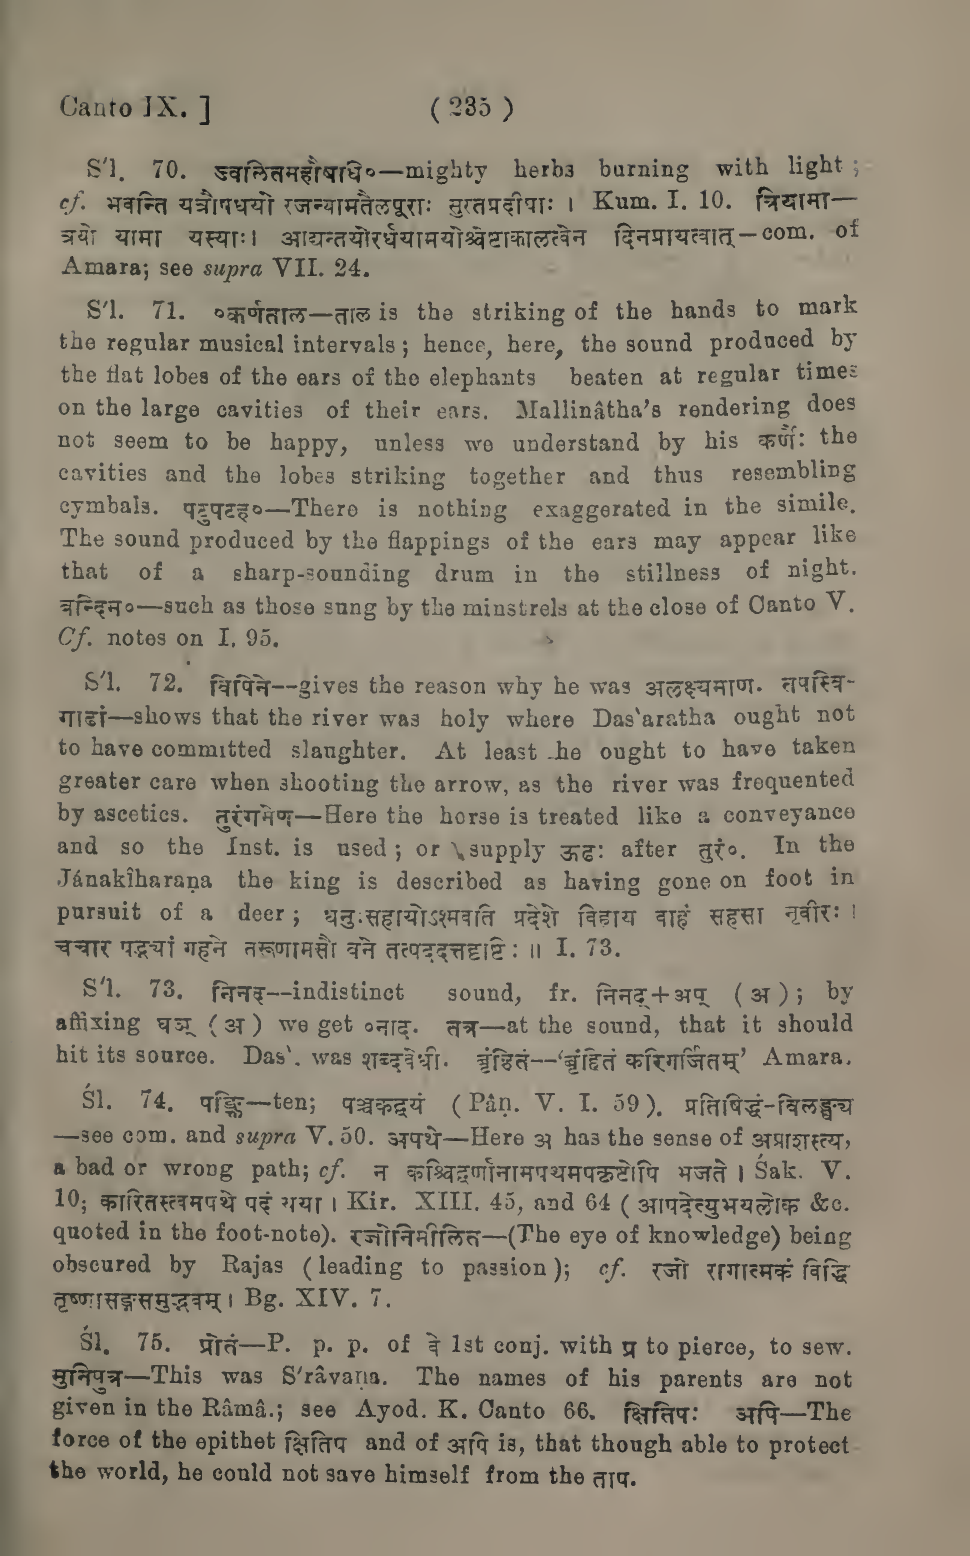 Canto IX. ] ( 235 )
S'l. 70. ज्वलितमहौषधि०—mighty herbs burning with light ;
cf. भवन्ति यत्रौषधयो रजन्यामतैलपूराः सुरतप्रदीपाः । Kum. I. 10. त्रियामा—
त्रयो यामा यस्याः। आद्यन्तयोरर्धयामयोश्चेष्टाकालत्वेन दिनप्रायत्वात्—com. of
Amara; see supra VII. 24.
S'l. 71. ०कर्णताल—ताल is the striking of the hands to mark
the regular musical intervals ; hence, here, the sound produced by
the flat lobes of the ears of the elephants beaten at regular times
on the large cavities of their ears. Mallinâtha's rendering does
not seem to be happy, unless we understand by his कर्णैः the
cavities and the lobes striking together and thus resembling
cymbals. पटुपटह०—There is nothing exaggerated in the simile.
The sound produced by the flappings of the ears may appear like
that of a sharp-sounding drum in the stillness of night.
बन्दिन०—such as those sung by the minstrels at the close of Canto V.
Cf. notes on I. 95.
S'l. 72. विपिने--gives the reason why he was अलक्ष्यमाण. तपस्वि-
गाढां—shows that the river was holy where Das'aratha ought not
to have committed slaughter. At least he ought to have taken
greater care when shooting the arrow, as the river was frequented
by ascetics. तुरंगमेण—Here the horse is treated like a conveyance
and so the Inst. is used ; or supply ऊढः after तुरं०. In the
Jánakîharaṇa the king is described as having gone on foot in
pursuit of a deer ; धनुःसहायोऽश्मवति प्रदेशे विहाय वाहं सहसा नृवीरः ।
चचार पद्भ्यां गहने तरूणामसौ वने तत्पददत्तदृष्टिः ॥ I. 73.
S'l. 73. निनद--indistinct sound, fr. निनद्+अप् ( अ ) ; by
affixing घञ् ( अ ) we get ०नाद. तत्र—at the sound, that it should
hit its source. Das'. was शब्दवेधी. बृंहितं--‘बृंहितं करिगर्जितम्’ Amara.
Śl. 74. पङ्क्ति—ten; पञ्चकद्वयं ( Pâṇ. V. I. 59 ). प्रतिषिद्धं-विलङ्घ्य
—see com. and supra V. 50. अपथे—Here अ has the sense of अप्राशस्त्य,
a bad or wrong path; cf. न कश्चिद्वर्णानामपथमपकृष्टोपि भजते । Śak. V.
10; कारितस्त्वमपथे पदं यया । Kir. XIII. 45, and 64 ( आपदेत्युभयलोक &c.
quoted in the foot-note). रजोनिमीलित—(The eye of knowledge) being
obscured by Rajas ( leading to passion ); cf. रजो रागात्मकं विद्धि
तृष्णासङ्गसमुद्भवम् । Bg. XIV. 7.
Śl. 75. प्रोतं—P. p. p. of वे 1st conj. with प्र to pierce, to sew.
मुनिपुत्र—This was S'râvaṇa. The names of his parents are not
given in the Râmâ.; see Ayod. K. Canto 66. क्षितिपः अपि—The
force of the epithet क्षितिप and of अपि is, that though able to protect
the world, he could not save himself from the ताप.